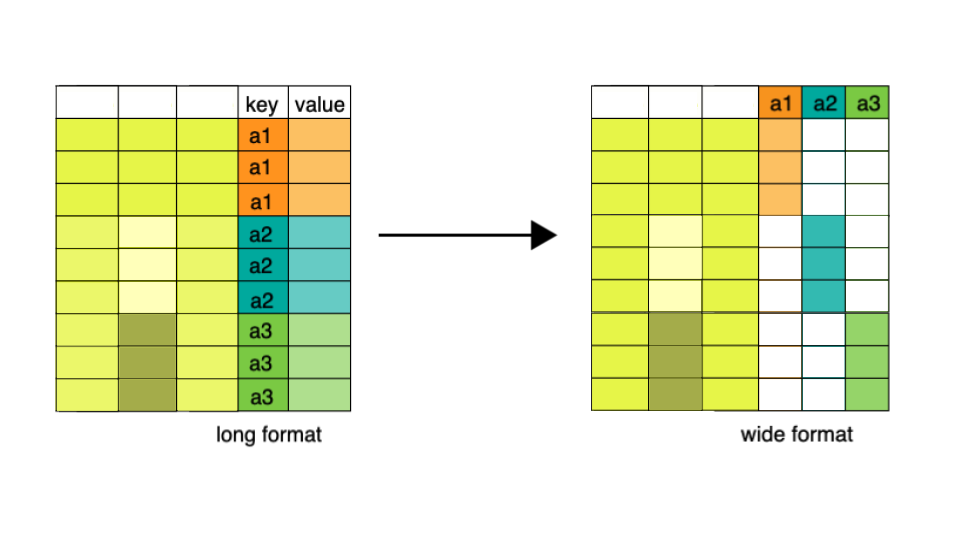 key value
a1
a1
a1
a2
a2
a2
a3
a3
a3
long format
a1 a2 a3
wide format